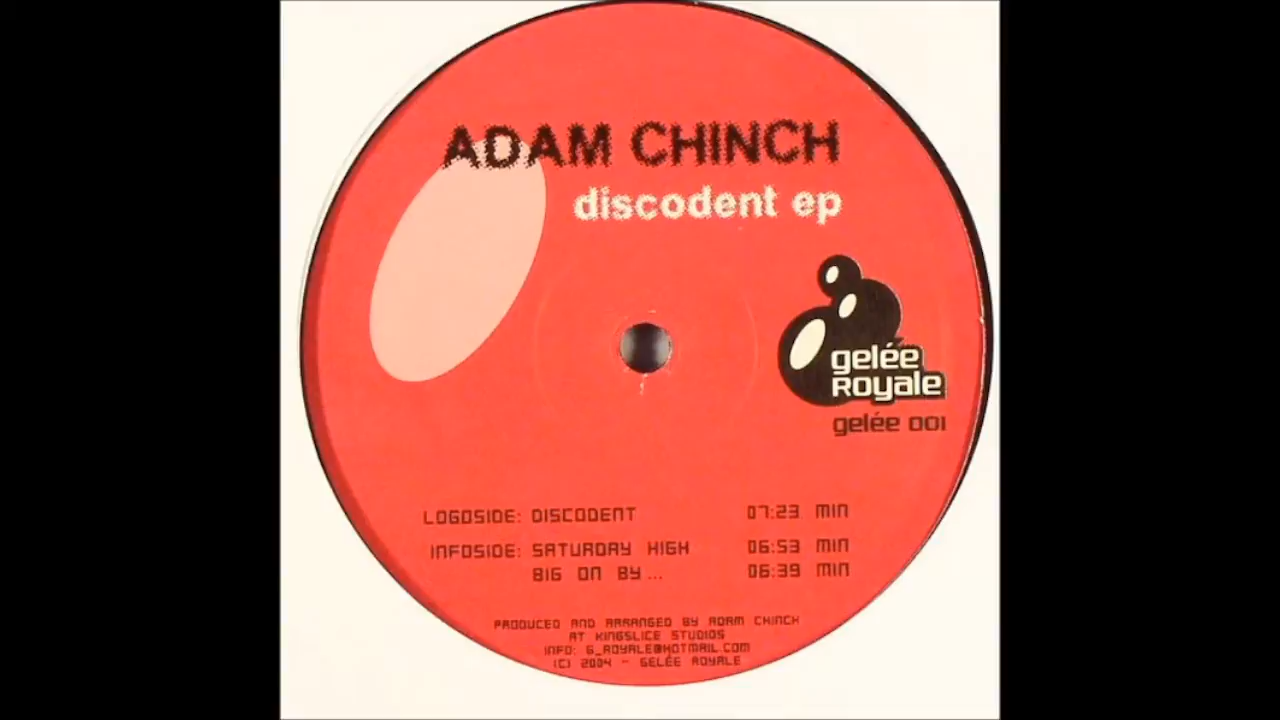 ADAM CHINCH
discodent ep
gelée
Royale
gelée 001
LOGOSIDE: DISCODENT 07:23 MIN
INFOSIDE: SATURDAY HIGH 06:53 MIN
BIG ON BY... 06:39 MIN
PRODUCED AND ARRANGED BY ADAM CHINCH
AT KINGSLICE STUDIOS
INFO: G_ROYALE@HOTMAIL.COM
(C) 2004 - GELÉE ROYALE